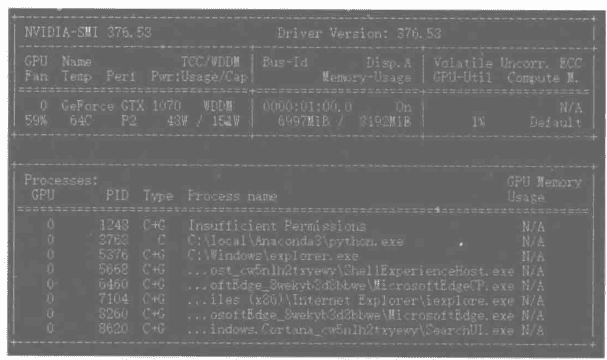 NVIDIA-SMI 376.53 Driver Version: 376.53
GPU Name TCC/WDDM Bus-Id Disp.A Volatile Uncorr. ECC
Fan Temp Perf Pwr:Usage/Cap Memory-Usage GPU-Util Compute M.
0 GeForce GTX 1070 WDDM 0000:01:00.0 On N/A
59% 64C P2 43W / 151W 6997MiB / 8192MiB 1% Default
Processes: GPU Memory
GPU PID Type Process name Usage
0 1248 C+G Insufficient Permissions N/A
0 3768 C C:\local\Anaconda3\python.exe N/A
0 5376 C+G C:\Windows\explorer.exe N/A
0 5668 C+G ...ost_cw5n1h2txyewy\ShellExperienceHost.exe N/A
0 6460 C+G ...oftEdge_8wekyb3d8bbwe\MicrosoftEdgeCP.exe N/A
0 7104 C+G ...iles (x86)\Internet Explorer\iexplore.exe N/A
0 8260 C+G ...osoftEdge_8wekyb3d8bbwe\MicrosoftEdge.exe N/A
0 8620 C+G ...indows.Cortana_cw5n1h2txyewy\SearchUI.exe N/A